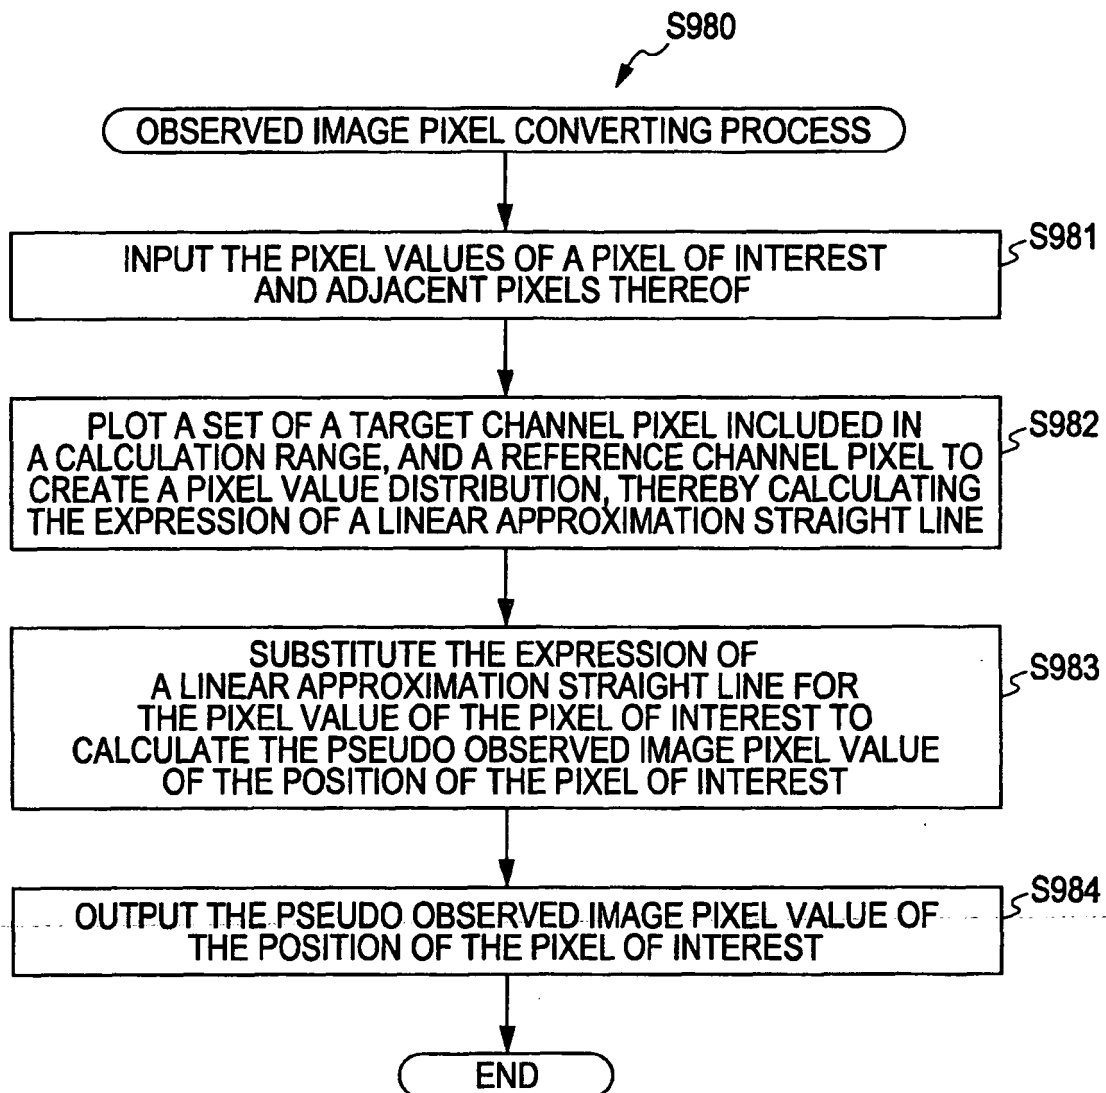 S980
OBSERVED IMAGE PIXEL CONVERTING PROCESS
S981
INPUT THE PIXEL VALUES OF A PIXEL OF INTEREST
AND ADJACENT PIXELS THEREOF
S982
PLOT A SET OF A TARGET CHANNEL PIXEL INCLUDED IN
A CALCULATION RANGE, AND A REFERENCE CHANNEL PIXEL TO
CREATE A PIXEL VALUE DISTRIBUTION, THEREBY CALCULATING
THE EXPRESSION OF A LINEAR APPROXIMATION STRAIGHT LINE
S983
SUBSTITUTE THE EXPRESSION OF
A LINEAR APPROXIMATION STRAIGHT LINE FOR
THE PIXEL VALUE OF THE PIXEL OF INTEREST TO
CALCULATE THE PSEUDO OBSERVED IMAGE PIXEL VALUE
OF THE POSITION OF THE PIXEL OF INTEREST
S984
OUTPUT THE PSEUDO OBSERVED IMAGE PIXEL VALUE OF
THE POSITION OF THE PIXEL OF INTEREST
END